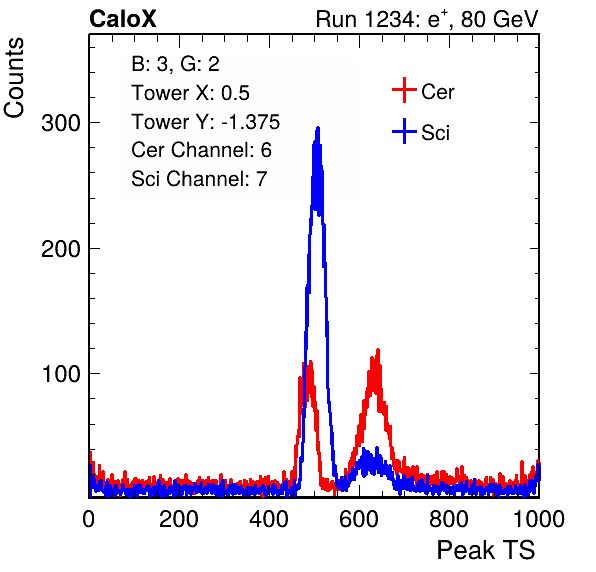 CaloX Run 1234: e⁺, 80 GeV
Counts
B: 3, G: 2
Tower X: 0.5
Tower Y: -1.375
Cer Channel: 6
Sci Channel: 7
Cer
Sci
300
200
100
0 200 400 600 800 1000
Peak TS